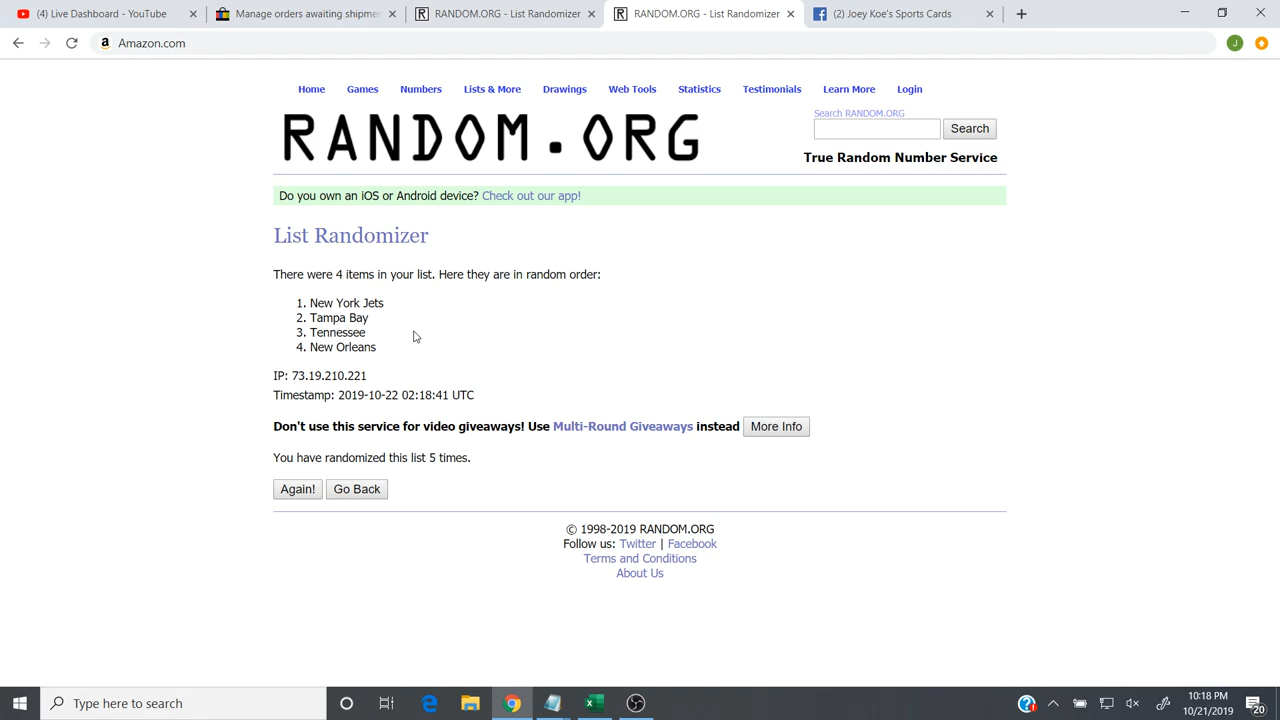 (4) Live Dashboard - YouTube
Manage orders awaiting shipme
RANDOM.ORG - List Randomizer
RANDOM.ORG - List Randomizer
(2) Joey Koe's Sports Cards
Amazon.com
J
Home Games Numbers Lists & More Drawings Web Tools Statistics Testimonials Learn More Login
RANDOM.ORG
Search RANDOM.ORG
Search
True Random Number Service
Do you own an iOS or Android device? Check out our app!
List Randomizer
There were 4 items in your list. Here they are in random order:
1. New York Jets
2. Tampa Bay
3. Tennessee
4. New Orleans
IP: 73.19.210.221
Timestamp: 2019-10-22 02:18:41 UTC
Don't use this service for video giveaways! Use Multi-Round Giveaways instead More Info
You have randomized this list 5 times.
Again! Go Back
© 1998-2019 RANDOM.ORG
Follow us: Twitter | Facebook
Terms and Conditions
About Us
Type here to search
10:18 PM
10/21/2019
20